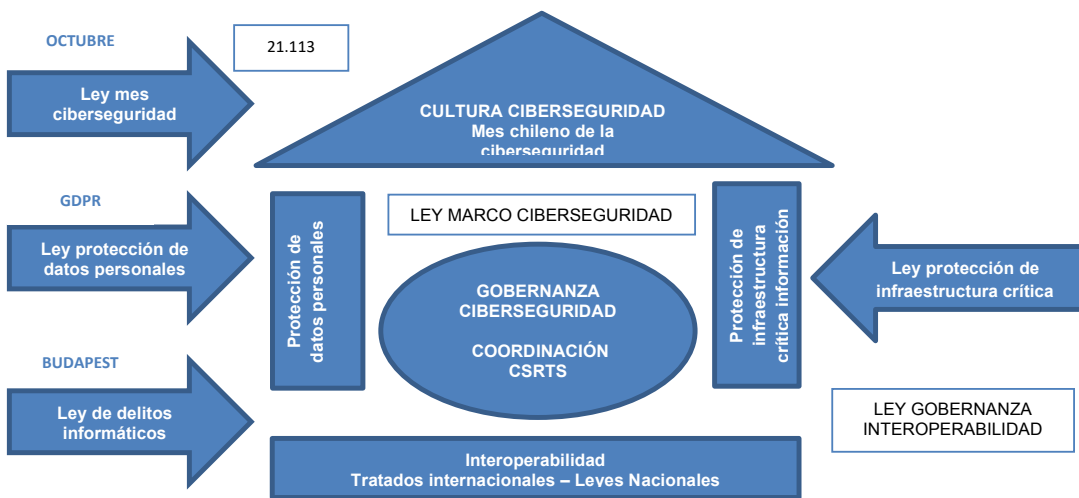 OCTUBRE
21.113
Ley mes
ciberseguridad
CULTURA CIBERSEGURIDAD
Mes chileno de la
ciberseguridad
GDPR
Ley protección de
datos personales
Protección de
datos personales
LEY MARCO CIBERSEGURIDAD
GOBERNANZA
CIBERSEGURIDAD
COORDINACIÓN
CSRTS
Protección de
infraestructura
crítica información
Ley protección de
infraestructura crítica
BUDAPEST
Ley de delitos
informáticos
LEY GOBERNANZA
INTEROPERABILIDAD
Interoperabilidad
Tratados internacionales – Leyes Nacionales